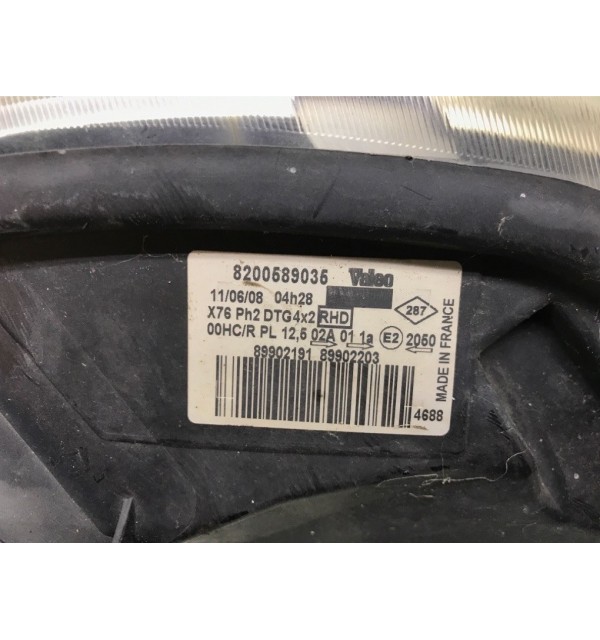 8200589035 Valeo
11/06/08 04h28
X76 Ph2 DTG4x2 RHD
287
00HC/R PL 12,5 02A 01 1a E2 2050
89902191 89902203
4688
MADE IN FRANCE